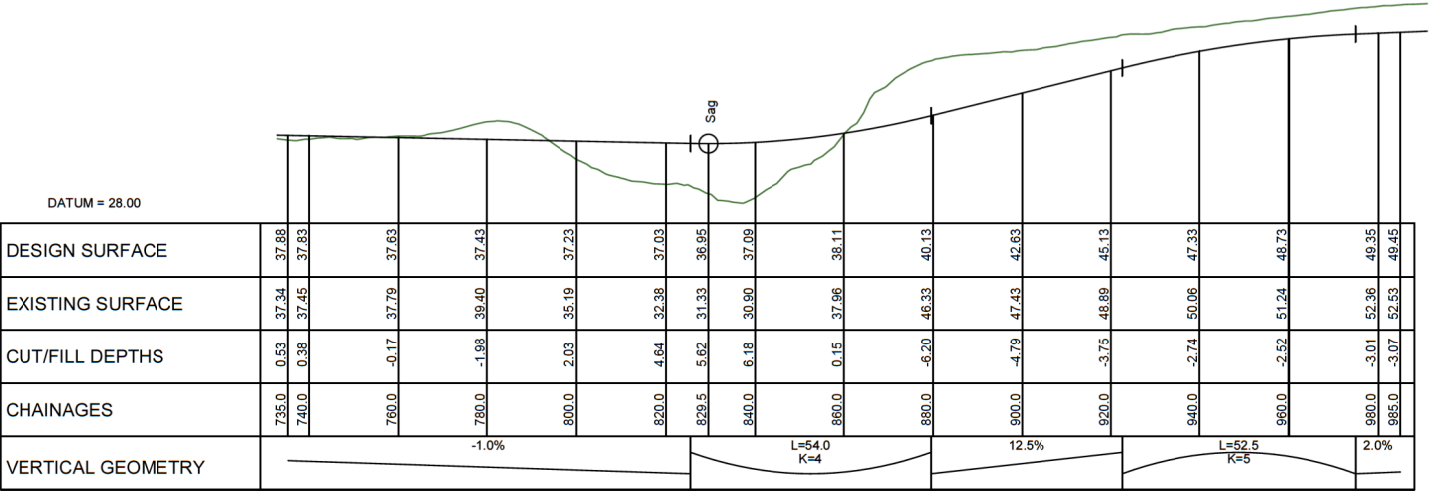 Sag
DATUM = 28.00
DESIGN SURFACE 37.88 37.83 37.63 37.43 37.23 37.03 36.95 37.09 38.11 40.13 42.63 45.13 47.33 48.73 49.35 49.45
EXISTING SURFACE 37.34 37.45 37.79 39.40 35.19 32.38 31.33 30.90 37.96 46.33 47.43 48.89 50.06 51.24 52.36 52.53
CUT/FILL DEPTHS 0.53 0.38 -0.17 -1.98 2.03 4.64 5.62 6.18 0.15 -6.20 -4.79 -3.75 -2.74 -2.52 -3.01 -3.07
CHAINAGES 735.0 740.0 760.0 780.0 800.0 820.0 829.5 840.0 860.0 880.0 900.0 920.0 940.0 960.0 980.0 985.0
VERTICAL GEOMETRY -1.0% L=54.0 12.5% L=52.5 2.0%
K=4 K=5